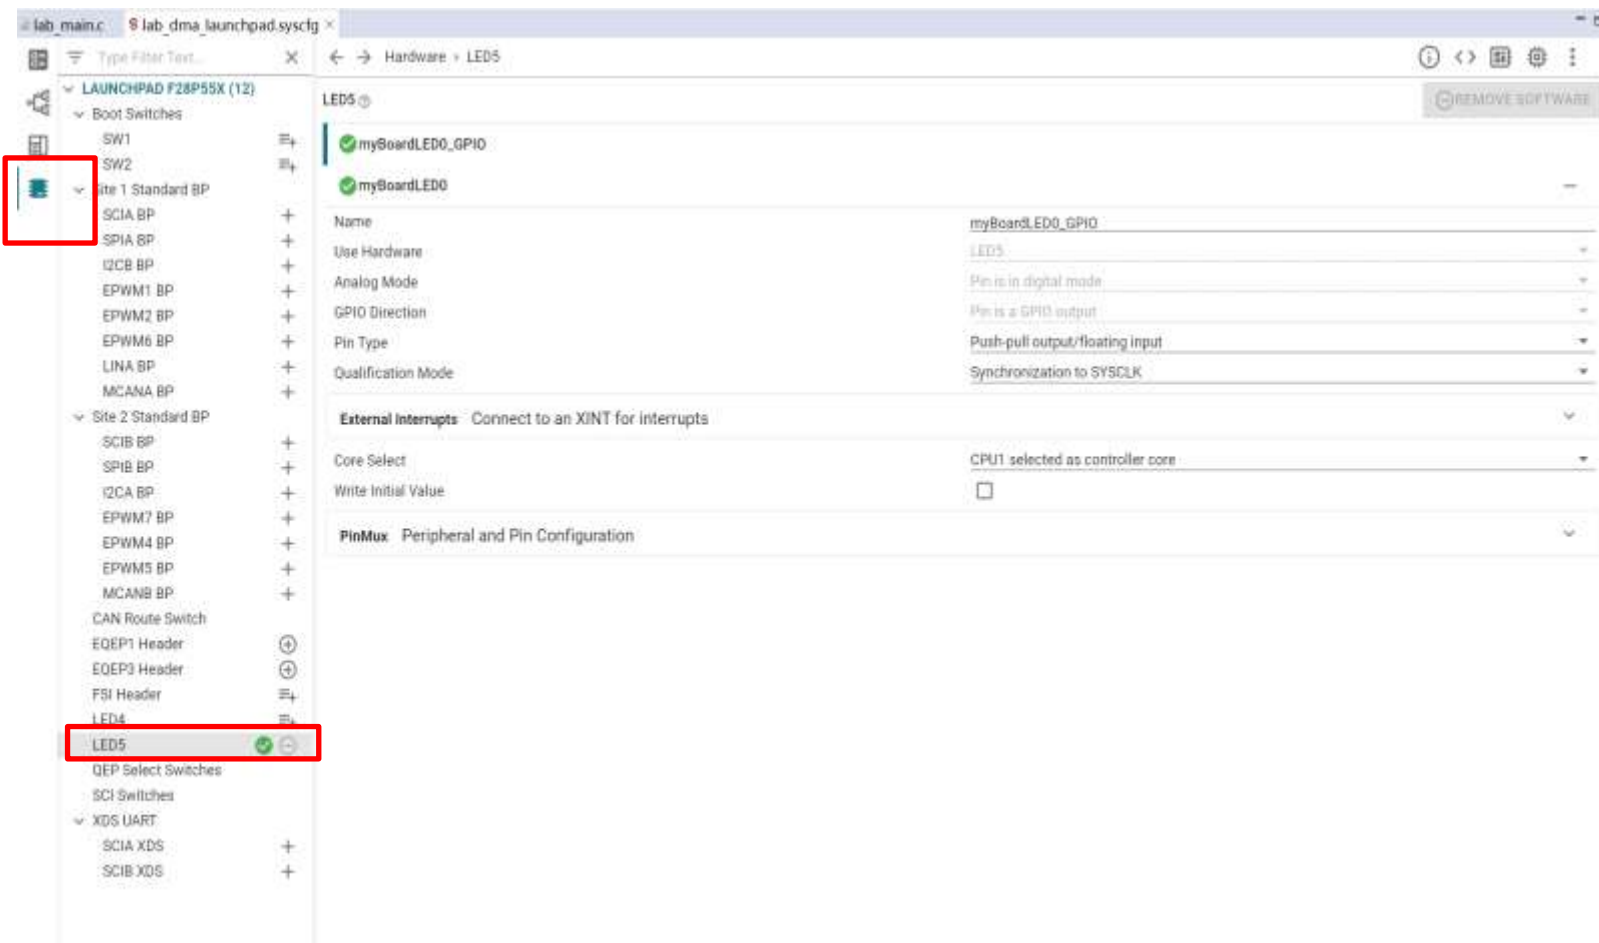 lab_main.c 8 lab_dma_launchpad.syscfg ×
Type Filter Text... × ← → Hardware › LED5
LAUNCHPAD F28P55X (12)
Boot Switches
SW1
SW2
Site 1 Standard BP
SCIA BP
SPIA BP
I2CB BP
EPWM1 BP
EPWM2 BP
EPWM6 BP
LINA BP
MCANA BP
Site 2 Standard BP
SCIB BP
SPIB BP
I2CA BP
EPWM7 BP
EPWM4 BP
EPWM5 BP
MCANB BP
CAN Route Switch
EQEP1 Header
EQEP3 Header
FSI Header
LED4
LED5
QEP Select Switches
SCI Switches
XDS UART
SCIA XDS
SCIB XDS
LED5
REMOVE SOFTWARE
myBoardLED0_GPIO
myBoardLED0
Name myBoardLED0_GPIO
Use Hardware LED5
Analog Mode Pin is in digital mode
GPIO Direction Pin is a GPIO output
Pin Type Push-pull output/floating input
Qualification Mode Synchronization to SYSCLK
External Interrupts Connect to an XINT for interrupts
Core Select CPU1 selected as controller core
Write Initial Value
PinMux Peripheral and Pin Configuration